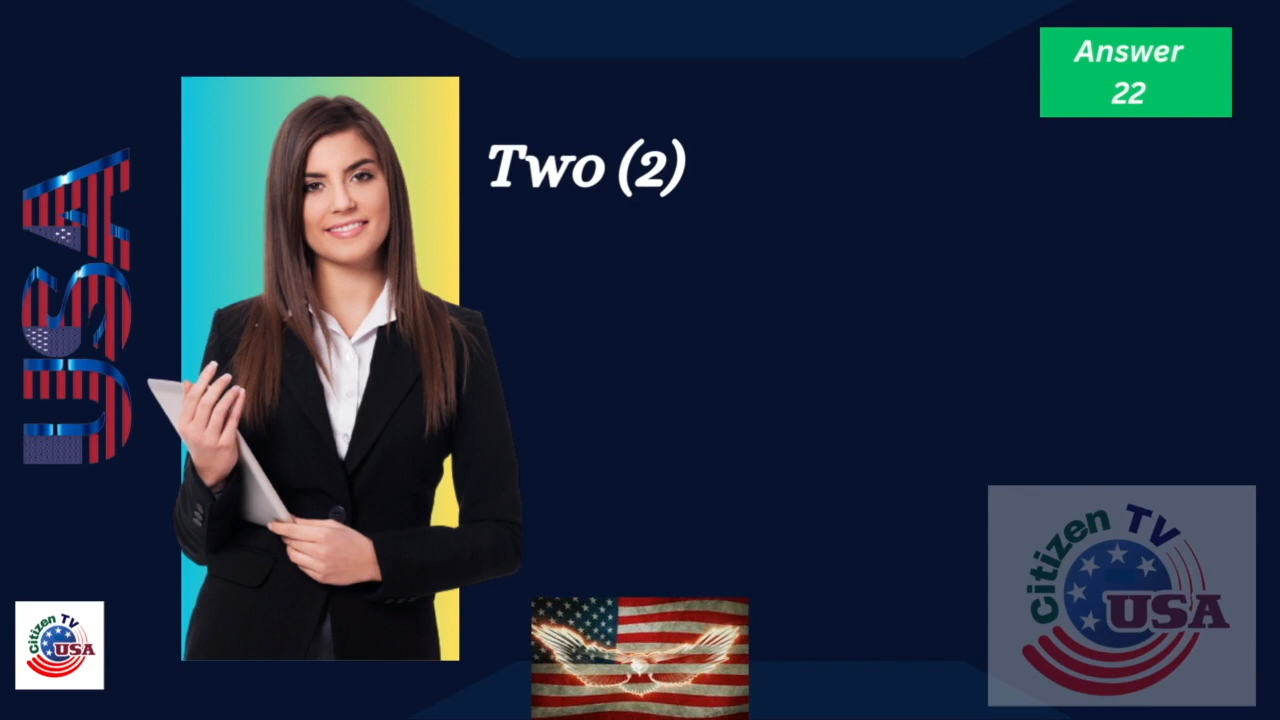 Answer
22
Two (2)
USA
Citizen TV
USA
Citizen TV
USA